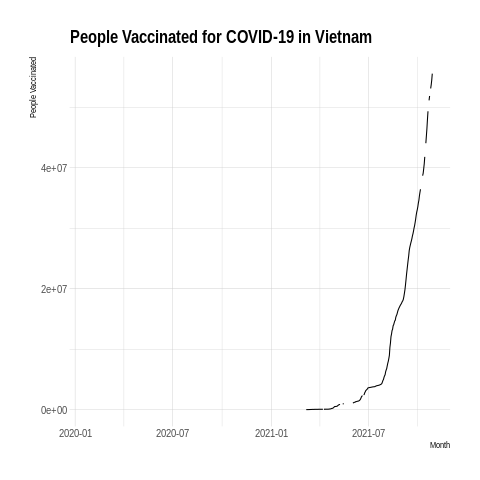 People Vaccinated for COVID-19 in Vietnam
People Vaccinated
4e+07
2e+07
0e+00
2020-01 2020-07 2021-01 2021-07
Month